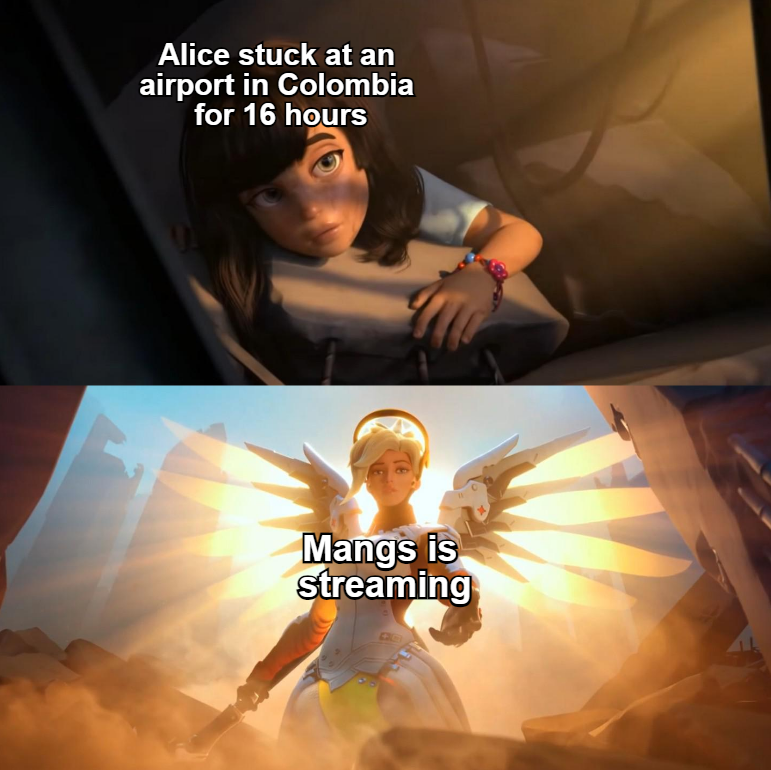 Alice stuck at an
airport in Colombia
for 16 hours
Mangs is
streaming